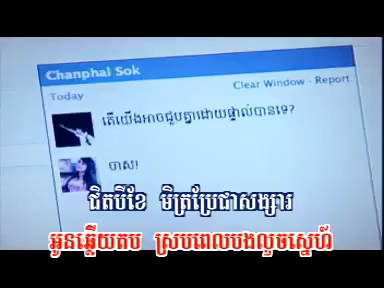 Chanphal Sok
Clear Window - Report
Today
តើយើងអាចជួបគ្នាដោយផ្ទាល់បានទេ?
ចាស!
ជិតបីខែ មិត្រប្រែជាសង្សារ
អូនឆ្លើយតប ស្របពេលបងលួចស្នេហ៍